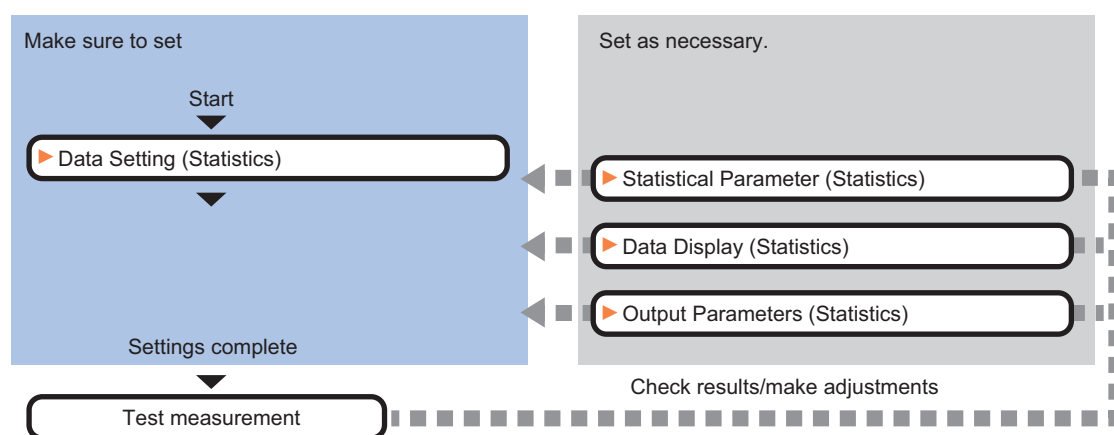 Make sure to set
Start
Data Setting (Statistics)
Settings complete
Test measurement
Set as necessary.
Statistical Parameter (Statistics)
Data Display (Statistics)
Output Parameters (Statistics)
Check results/make adjustments